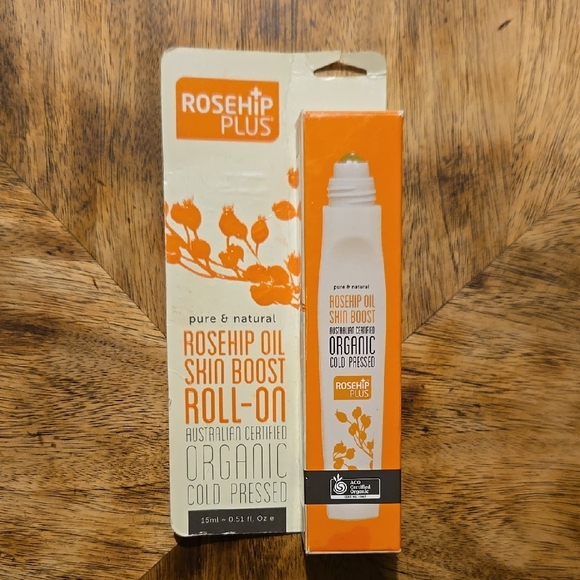 ROSEHIP
PLUS
pure & natural
ROSEHIP OIL
SKIN BOOST
ROLL-ON
AUSTRALIAN CERTIFIED
ORGANIC
COLD PRESSED
15ml ~ 0.51 fl. Oz e
pure & natural
ROSEHIP OIL
SKIN BOOST
AUSTRALIAN CERTIFIED
ORGANIC
COLD PRESSED
ROSEHIP
PLUS
ACO
Certified
Organic